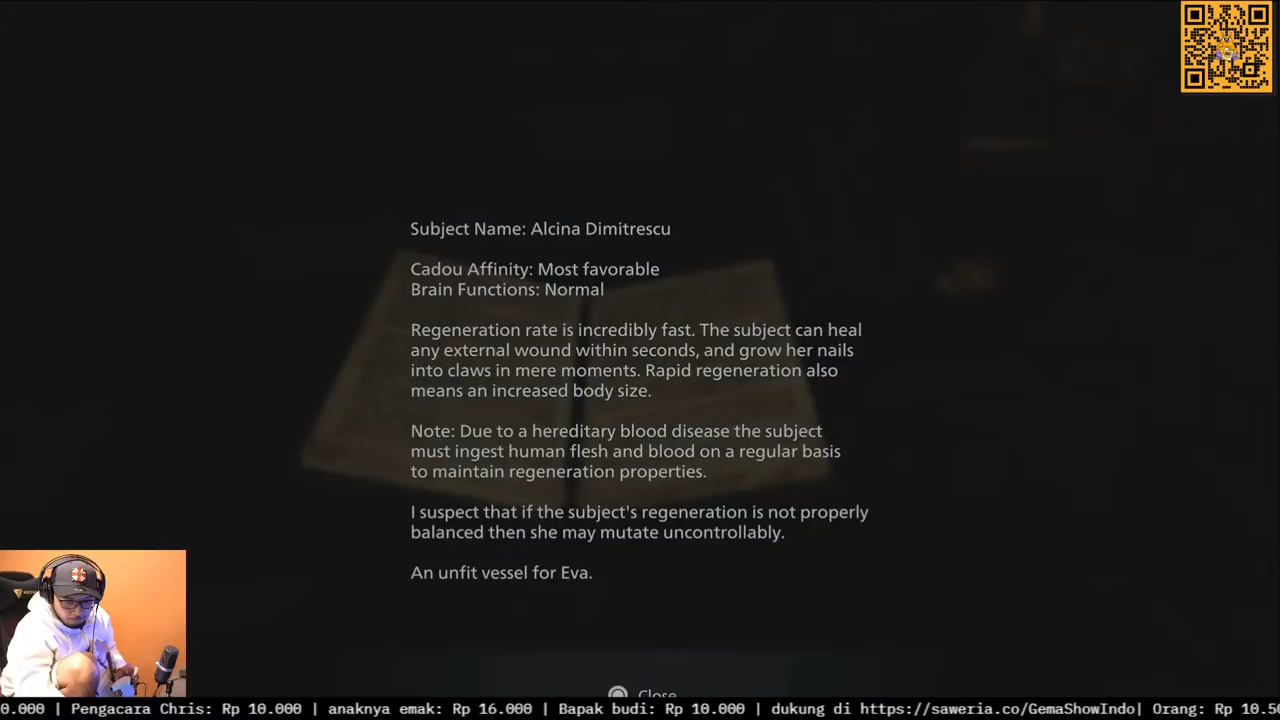 Subject Name: Alcina Dimitrescu
Cadou Affinity: Most favorable
Brain Functions: Normal
Regeneration rate is incredibly fast. The subject can heal
any external wound within seconds, and grow her nails
into claws in mere moments. Rapid regeneration also
means an increased body size.
Note: Due to a hereditary blood disease the subject
must ingest human flesh and blood on a regular basis
to maintain regeneration properties.
I suspect that if the subject's regeneration is not properly
balanced then she may mutate uncontrollably.
An unfit vessel for Eva.
Close
0.000 | Pengacara Chris: Rp 10.000 | anaknya emak: Rp 16.000 | Bapak budi: Rp 10.000 | dukung di https://saweria.co/GemaShowIndo| Orang: Rp 10.50